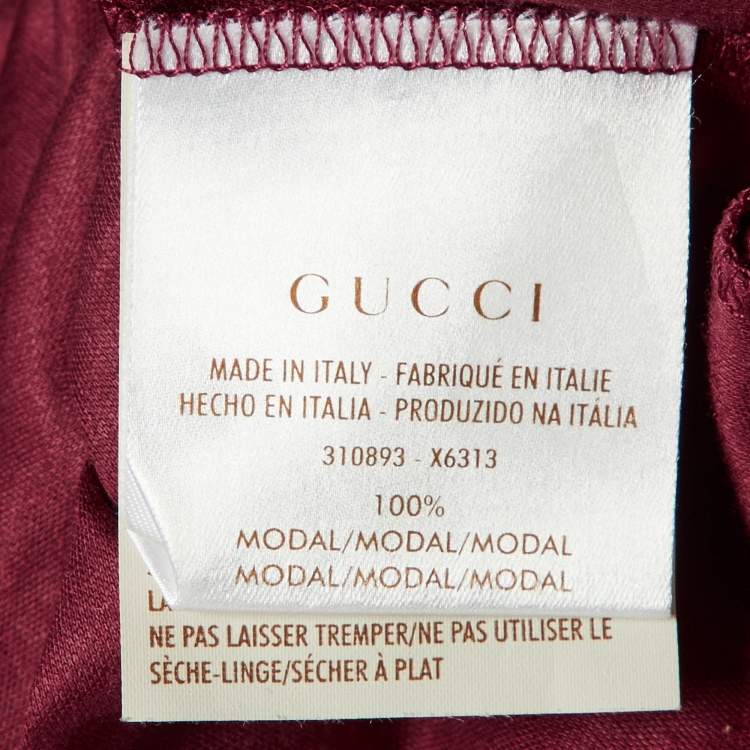 GUCCI
MADE IN ITALY - FABRIQUÉ EN ITALIE
HECHO EN ITALIA - PRODUZIDO NA ITÁLIA
310893 - X6313
100%
MODAL/MODAL/MODAL
MODAL/MODAL/MODAL
NE PAS LAISSER TREMPER/NE PAS UTILISER LE
SÈCHE-LINGE/SÉCHER À PLAT